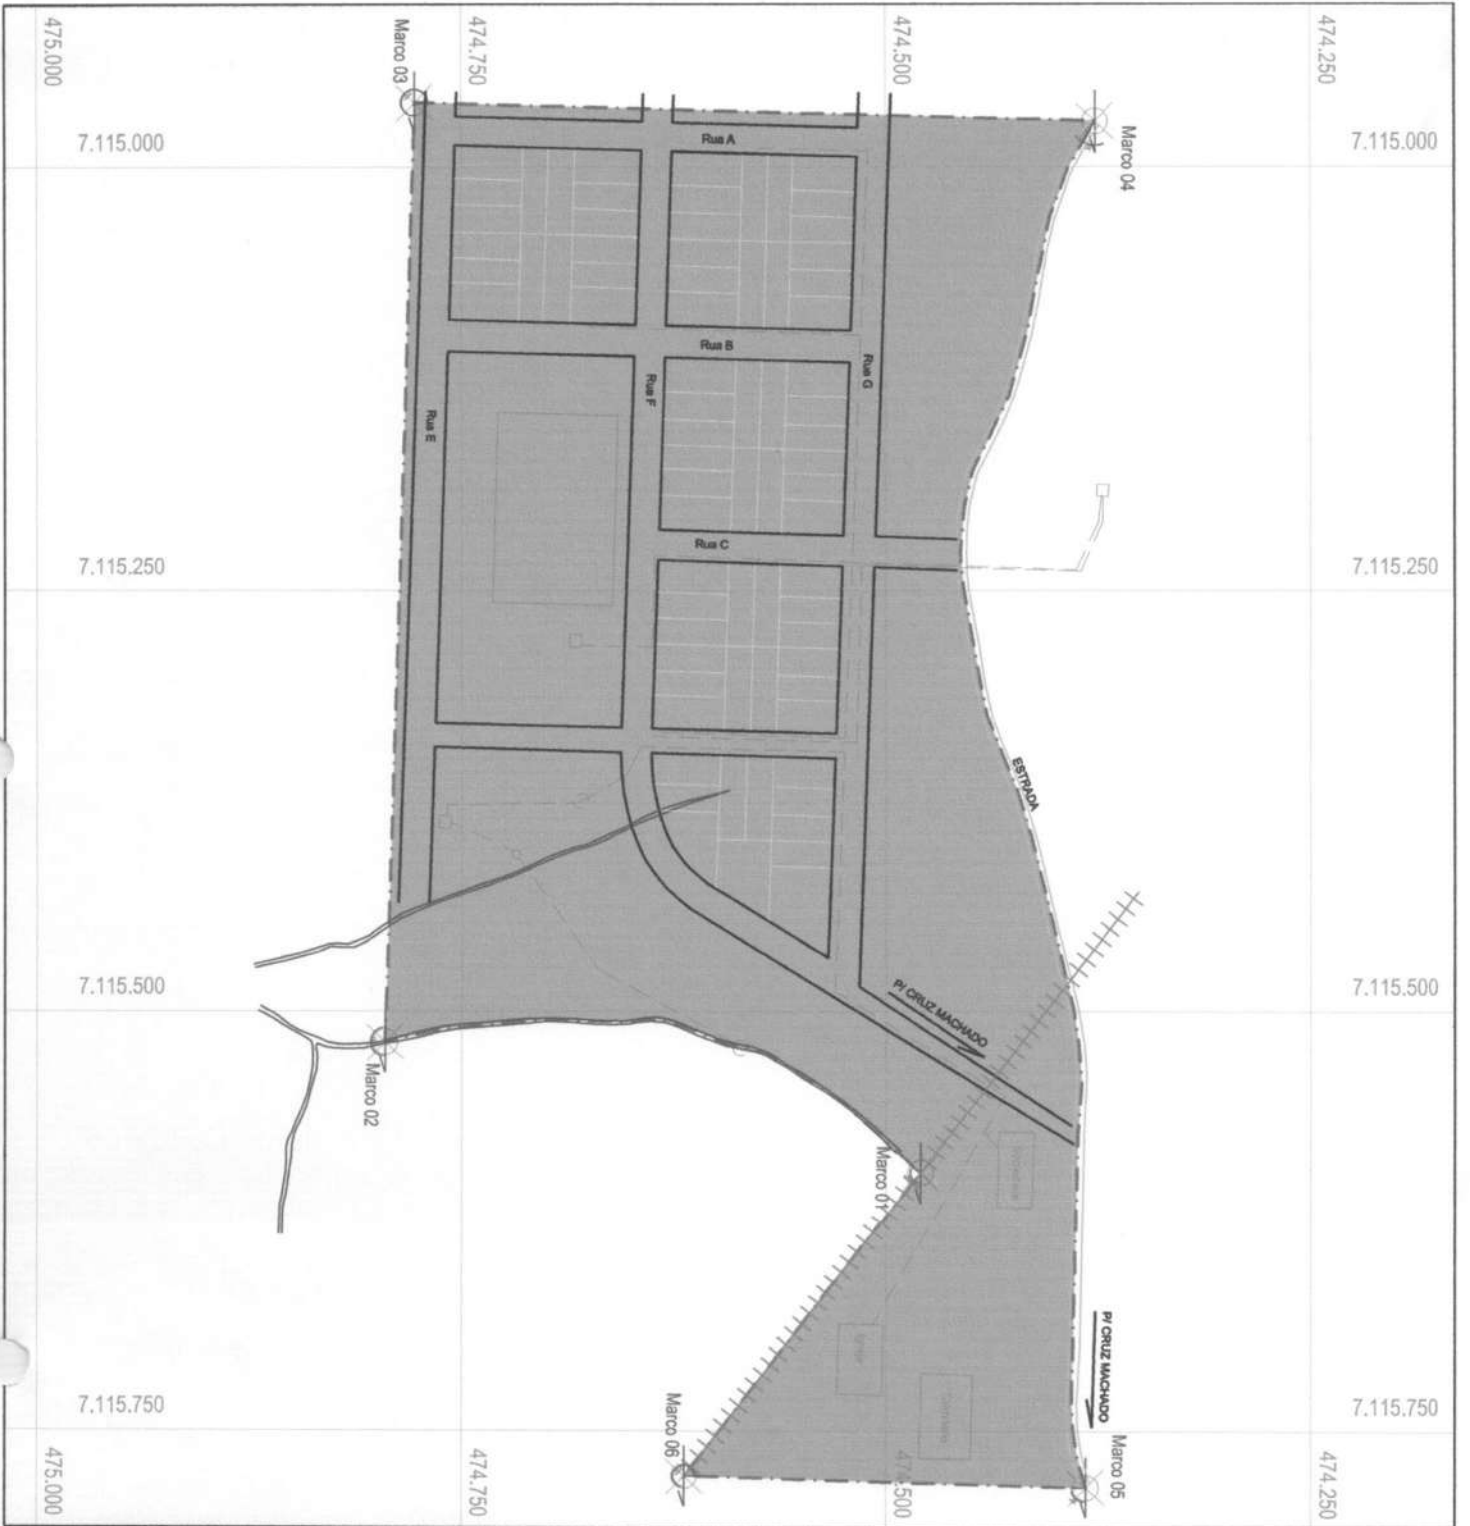 475.000
474.750
474.500
474.250
Marco 03
Marco 04
7.115.000
7.115.000
Rua A
Rua B
Rua G
Rua F
Rua E
Rua C
7.115.250
7.115.250
ESTRADA
7.115.500
7.115.500
P/ CRUZ MACHADO
Marco 02
Marco 01
P/ CRUZ MACHADO
7.115.750
7.115.750
Marco 06
Marco 05
475.000
474.750
474.500
474.250